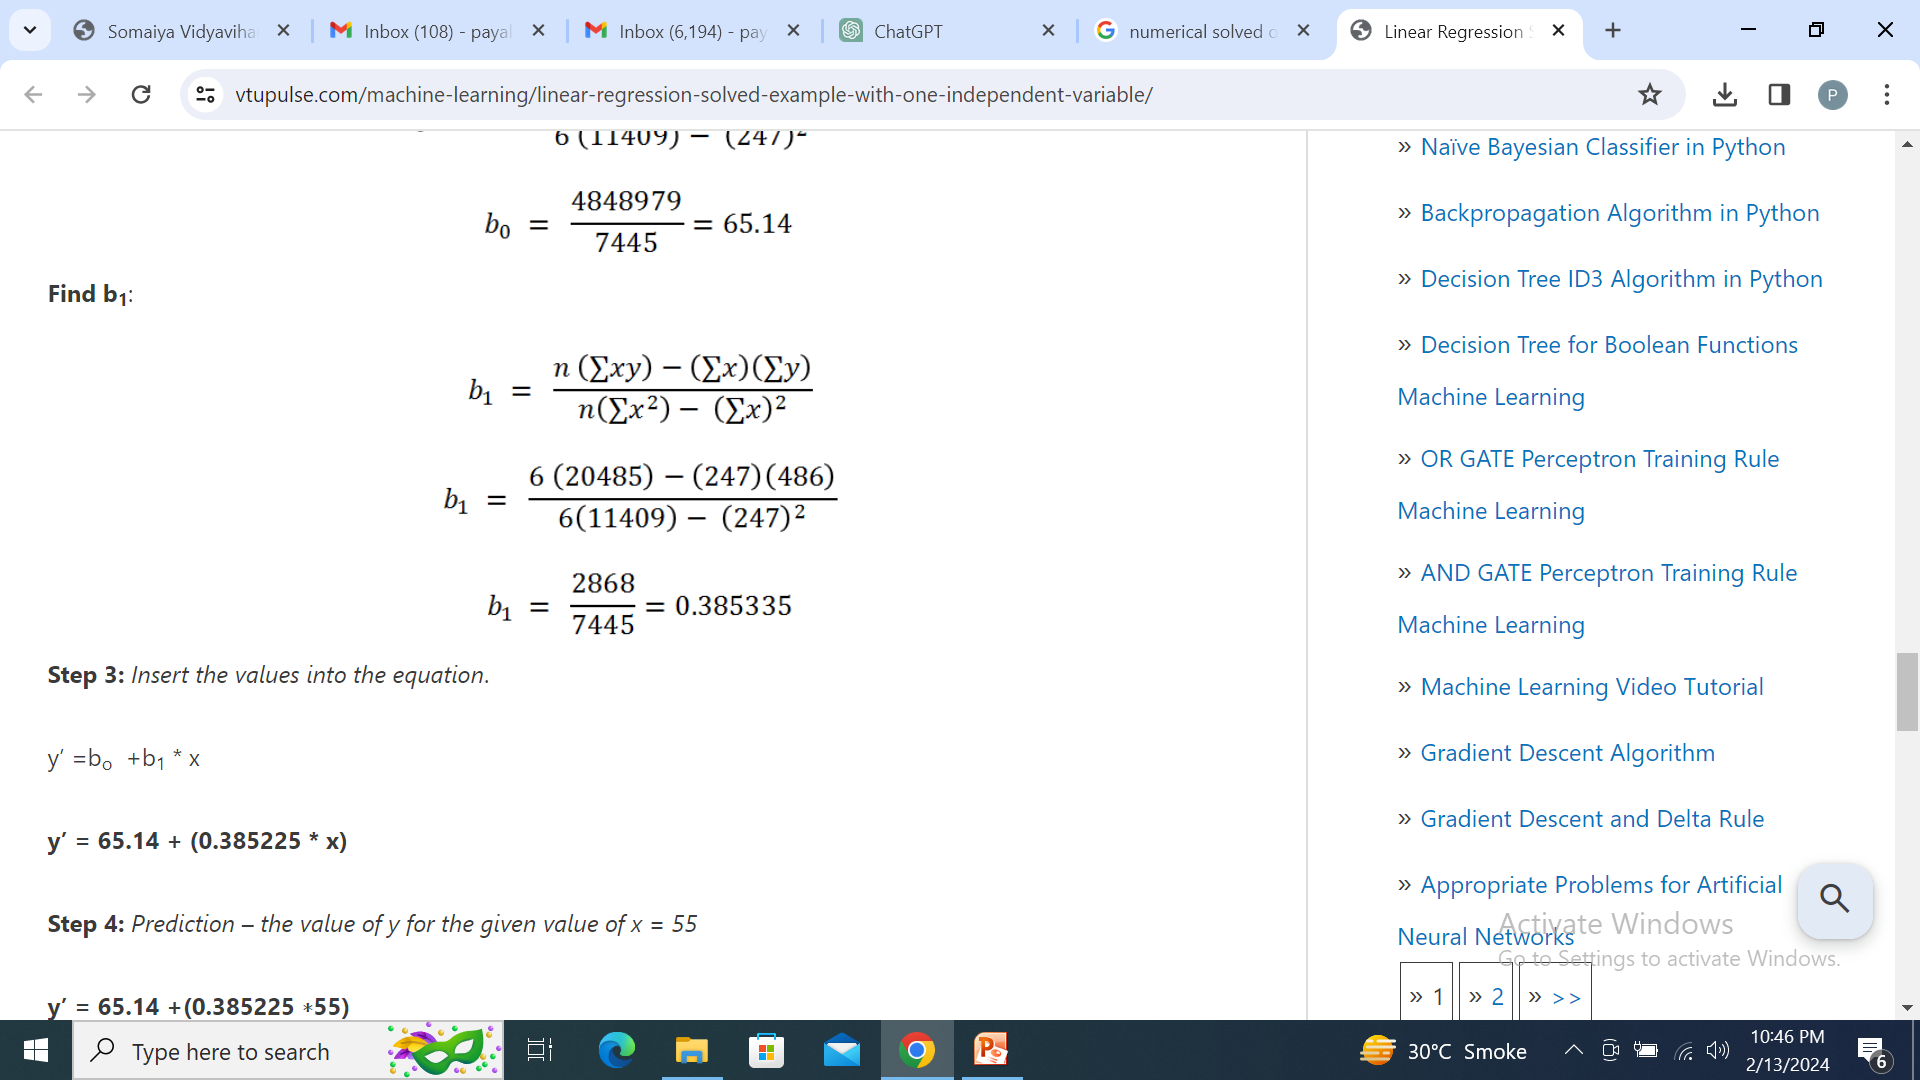 Somaiya Vidyaviha
Inbox (108) - payal
Inbox (6,194) - pay
ChatGPT
numerical solved o
Linear Regression S
vtupulse.com/machine-learning/linear-regression-solved-example-with-one-independent-variable/
P
6 (11409) − (247)²
b₀ = 4848979 / 7445 = 65.14
Find b₁:
b₁ = n (∑xy) − (∑x)(∑y) / n(∑x²) − (∑x)²
b₁ = 6 (20485) − (247)(486) / 6(11409) − (247)²
b₁ = 2868 / 7445 = 0.385335
Step 3: Insert the values into the equation.
y’ =b₀ +b₁ * x
y’ = 65.14 + (0.385225 * x)
Step 4: Prediction – the value of y for the given value of x = 55
y’ = 65.14 +(0.385225 ∗55)
» Naïve Bayesian Classifier in Python
» Backpropagation Algorithm in Python
» Decision Tree ID3 Algorithm in Python
» Decision Tree for Boolean Functions
Machine Learning
» OR GATE Perceptron Training Rule
Machine Learning
» AND GATE Perceptron Training Rule
Machine Learning
» Machine Learning Video Tutorial
» Gradient Descent Algorithm
» Gradient Descent and Delta Rule
» Appropriate Problems for Artificial
Neural Networks
» 1 » 2 » >>
Activate Windows
Go to Settings to activate Windows.
Type here to search
30°C Smoke
10:46 PM
2/13/2024
6